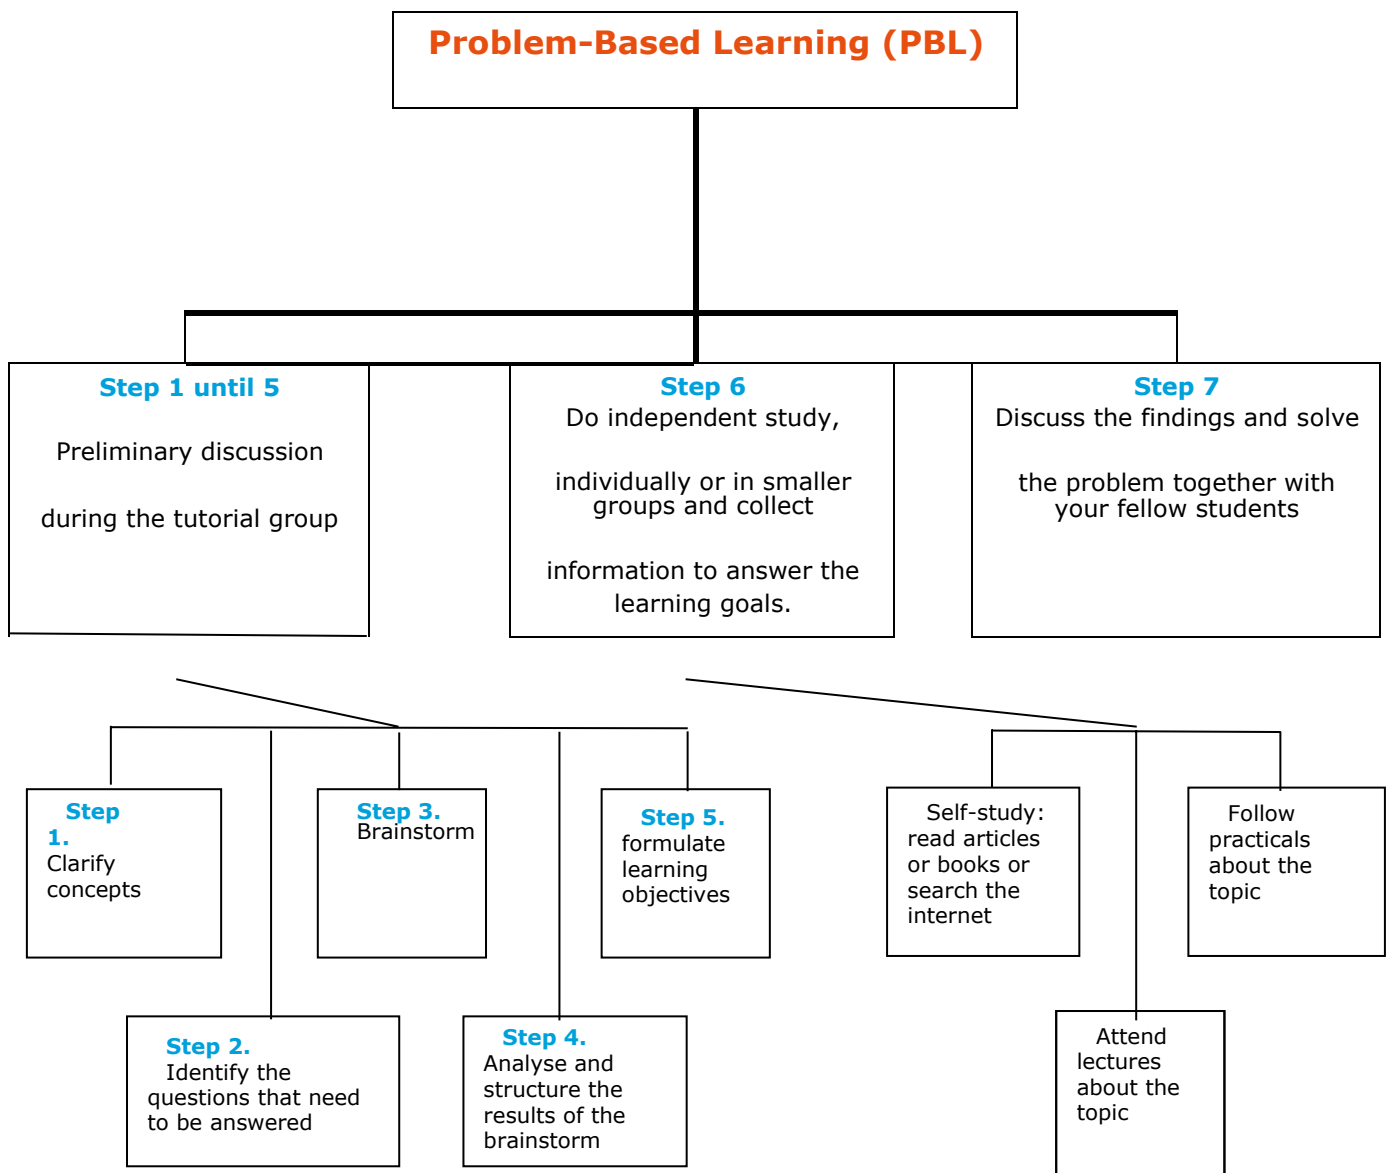 Problem-Based Learning (PBL)
Step 1 until 5
Preliminary discussion
during the tutorial group
Step 6
Do independent study,
individually or in smaller
groups and collect
information to answer the
learning goals.
Step 7
Discuss the findings and solve
the problem together with
your fellow students
Step
1.
Clarify
concepts
Step 2.
Identify the
questions that need
to be answered
Step 3.
Brainstorm
Step 4.
Analyse and
structure the
results of the
brainstorm
Step 5.
formulate
learning
objectives
Self-study:
read articles
or books or
search the
internet
Attend
lectures
about the
topic
Follow
practicals
about the
topic